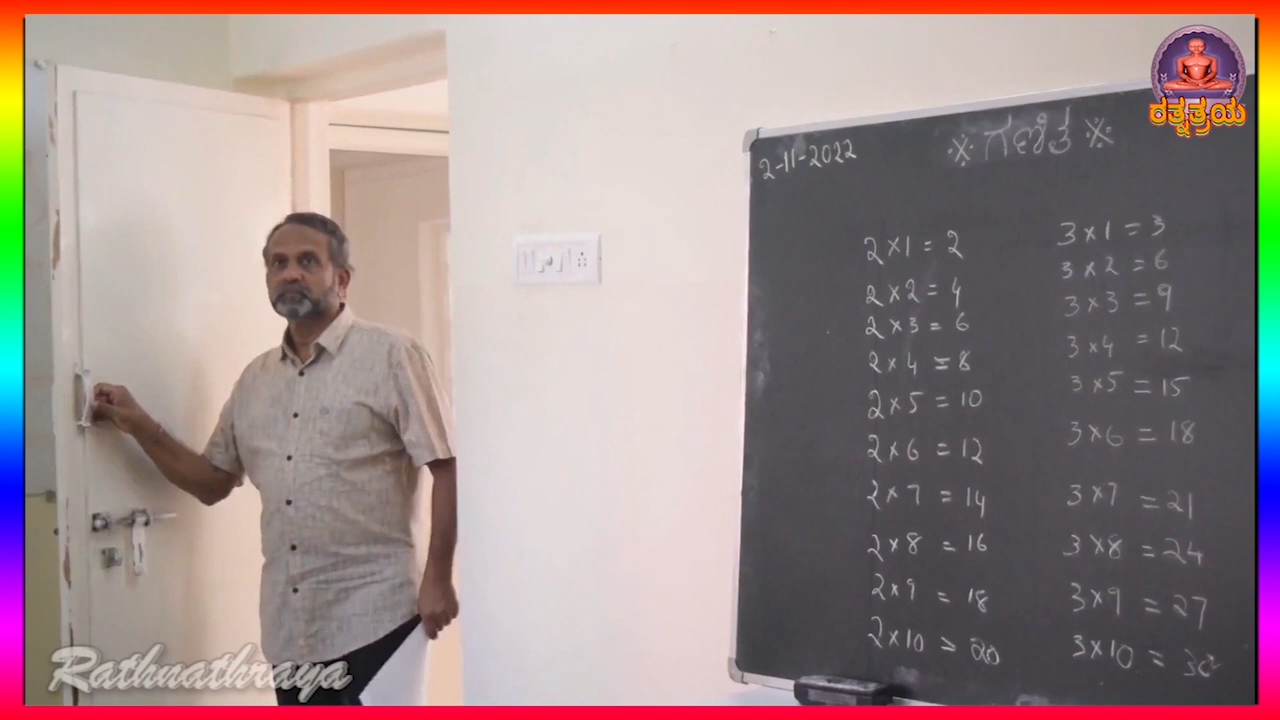 ರತ್ನತ್ರಯ
2-11-2022
※ ಗಣಿತ ※
2 × 1 = 2
2 × 2 = 4
2 × 3 = 6
2 × 4 = 8
2 × 5 = 10
2 × 6 = 12
2 × 7 = 14
2 × 8 = 16
2 × 9 = 18
2 × 10 = 20
3 × 1 = 3
3 × 2 = 6
3 × 3 = 9
3 × 4 = 12
3 × 5 = 15
3 × 6 = 18
3 × 7 = 21
3 × 8 = 24
3 × 9 = 27
3 × 10 = 30
Rathnathraya